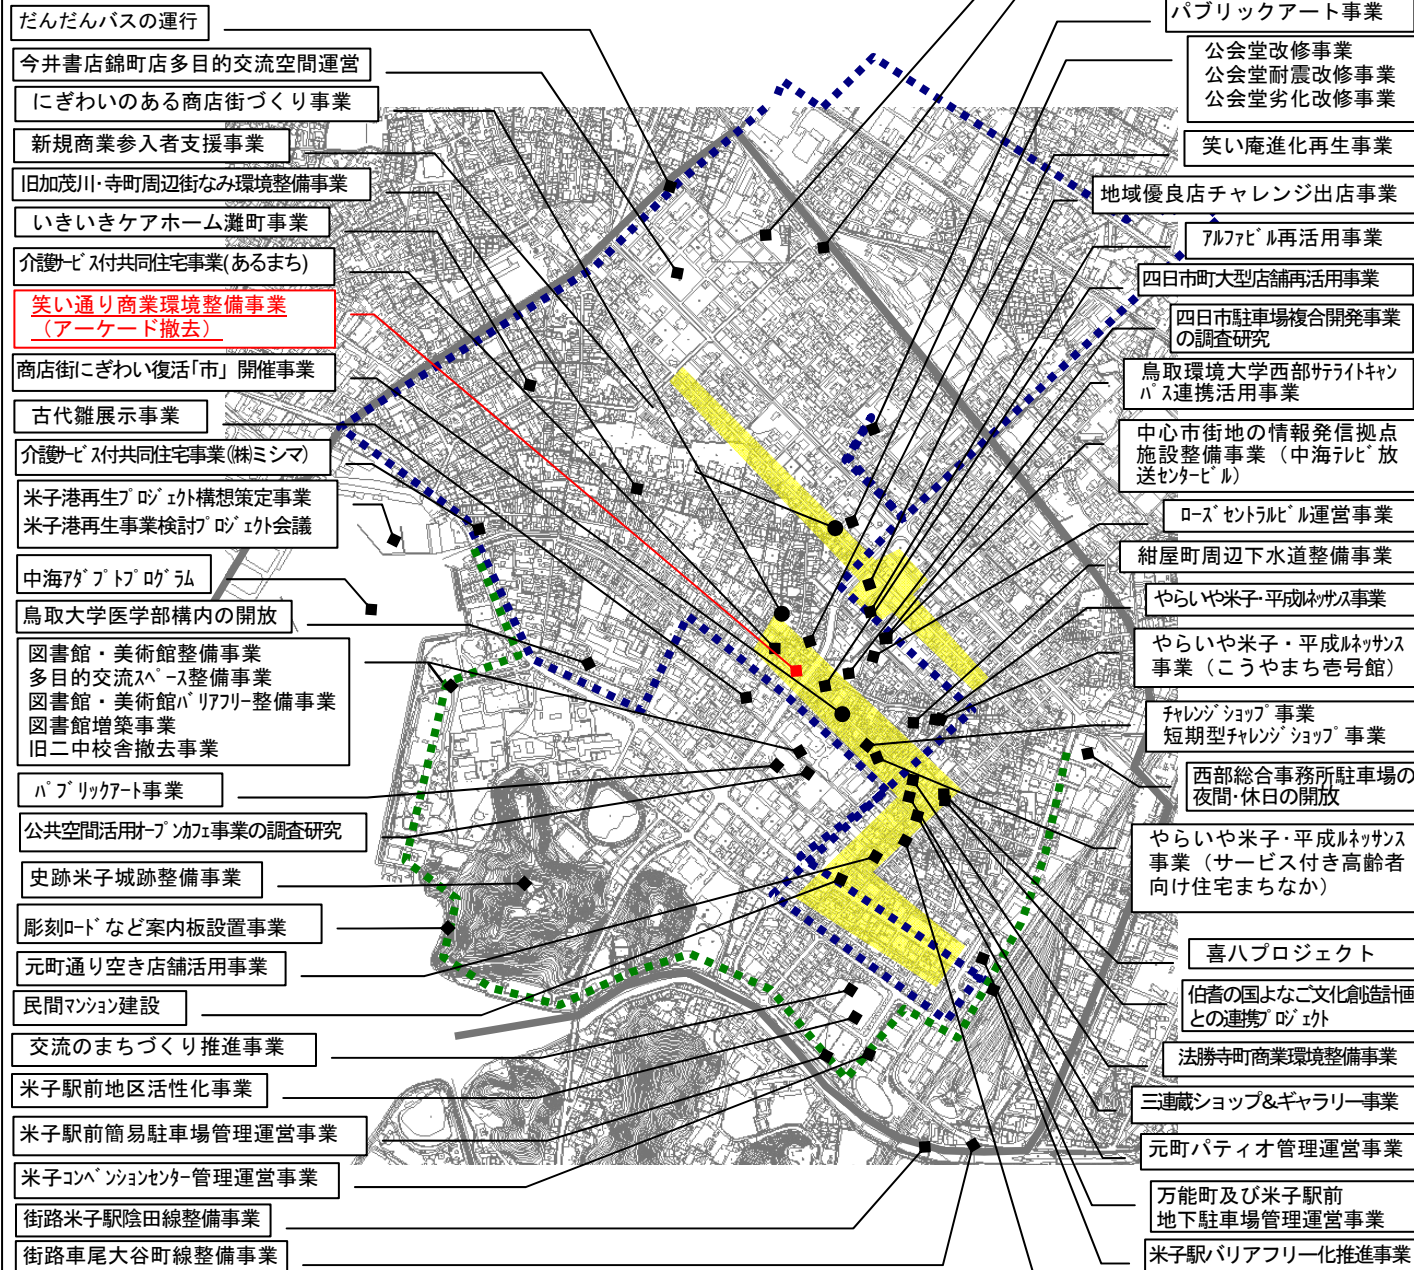 だんだんバスの運行
今井書店錦町店多目的交流空間運営
にぎわいのある商店街づくり事業
新規商業参入者支援事業
旧加茂川・寺町周辺街なみ環境整備事業
いきいきケアホーム灘町事業
介護ｻｰﾋﾞｽ付共同住宅事業(あるまち)
笑い通り商業環境整備事業
（アーケード撤去）
商店街にぎわい復活｢市」開催事業
古代雛展示事業
介護ｻｰﾋﾞｽ付共同住宅事業(㈱ミシマ)
米子港再生ﾌﾟﾛｼﾞｪｸﾄ構想策定事業
米子港再生事業検討ﾌﾟﾛｼﾞｪｸﾄ会議
中海ｱﾀﾞﾌﾟﾄﾌﾟﾛｸﾞﾗﾑ
鳥取大学医学部構内の開放
図書館・美術館整備事業
多目的交流ｽﾍﾟｰｽ整備事業
図書館・美術館ﾊﾞﾘｱﾌﾘｰ整備事業
図書館増築事業
旧二中校舎撤去事業
ﾊﾟﾌﾞﾘｯｸｱｰﾄ事業
公共空間活用ｵｰﾌﾟﾝｶﾌｪ事業の調査研究
史跡米子城跡整備事業
彫刻ﾛｰﾄﾞなど案内板設置事業
元町通り空き店舗活用事業
民間ﾏﾝｼｮﾝ建設
交流のまちづくり推進事業
米子駅前地区活性化事業
米子駅前簡易駐車場管理運営事業
米子ｺﾝﾍﾞﾝｼｮﾝｾﾝﾀｰ管理運営事業
街路米子駅陰田線整備事業
街路車尾大谷町線整備事業
パブリックアート事業
公会堂改修事業
公会堂耐震改修事業
公会堂劣化改修事業
笑い庵進化再生事業
地域優良店チャレンジ出店事業
ｱﾙﾌｧﾋﾞﾙ再活用事業
四日市町大型店舗再活用事業
四日市駐車場複合開発事業
の調査研究
鳥取環境大学西部ｻﾃﾗｲﾄｷｬﾝ
ﾊﾟｽ連携活用事業
中心市街地の情報発信拠点
施設整備事業（中海ﾃﾚﾋﾞ放
送ｾﾝﾀｰﾋﾞﾙ）
ﾛｰｽﾞｾﾝﾄﾗﾙﾋﾞﾙ運営事業
紺屋町周辺下水道整備事業
やらいや米子･平成ﾙﾈｯｻﾝｽ事業
やらいや米子・平成ﾙﾈｯｻﾝｽ
事業（こうやまち壱号館）
ﾁｬﾚﾝｼﾞｼｮｯﾌﾟ事業
短期型ﾁｬﾚﾝｼﾞｼｮｯﾌﾟ事業
西部総合事務所駐車場の
夜間･休日の開放
やらいや米子・平成ﾙﾈｯｻﾝｽ
事業（サービス付き高齢者
向け住宅まちなか）
喜八プロジェクト
伯耆の国よなご文化創造計画
との連携ﾌﾟﾛｼﾞｪｸﾄ
法勝寺町商業環境整備事業
三連蔵ショップ&ギャラリー事業
元町パティオ管理運営事業
万能町及び米子駅前
地下駐車場管理運営事業
米子駅バリアフリー化推進事業